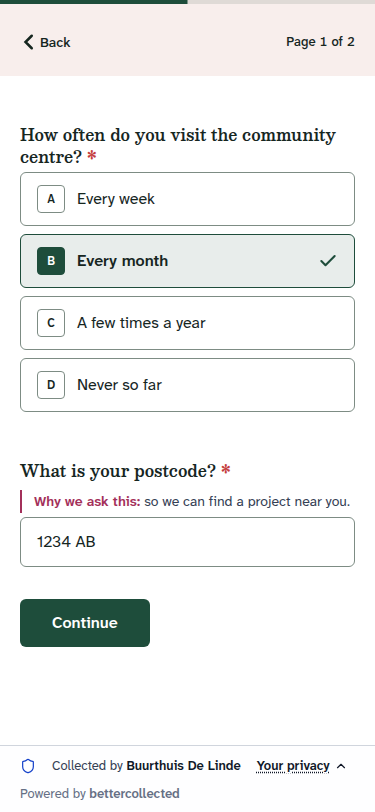 Back
Page 1 of 2
How often do you visit the community
centre? *
A Every week
B Every month
C A few times a year
D Never so far
What is your postcode? *
Why we ask this: so we can find a project near you.
1234 AB
Continue
Collected by Buurthuis De Linde Your privacy
Powered by bettercollected